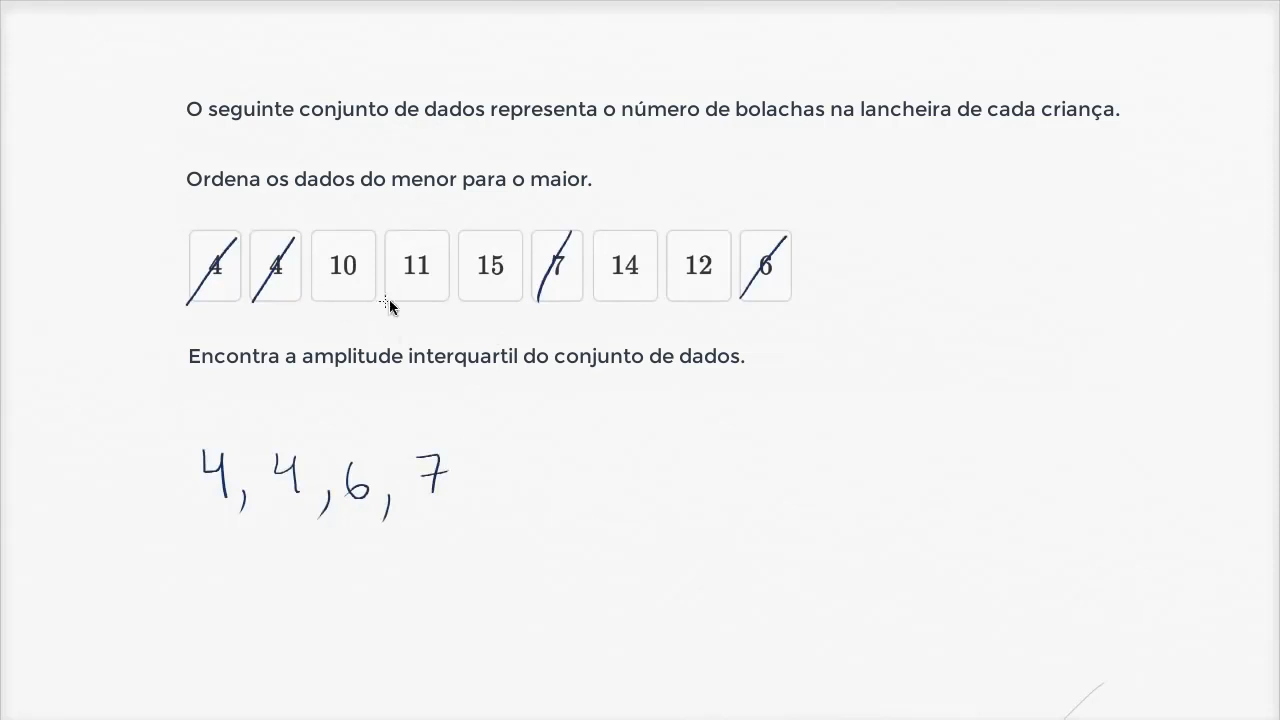 O seguinte conjunto de dados representa o número de bolachas na lancheira de cada criança.
Ordena os dados do menor para o maior.
4 4 10 11 15 7 14 12 6
Encontra a amplitude interquartil do conjunto de dados.
4, 4, 6, 7